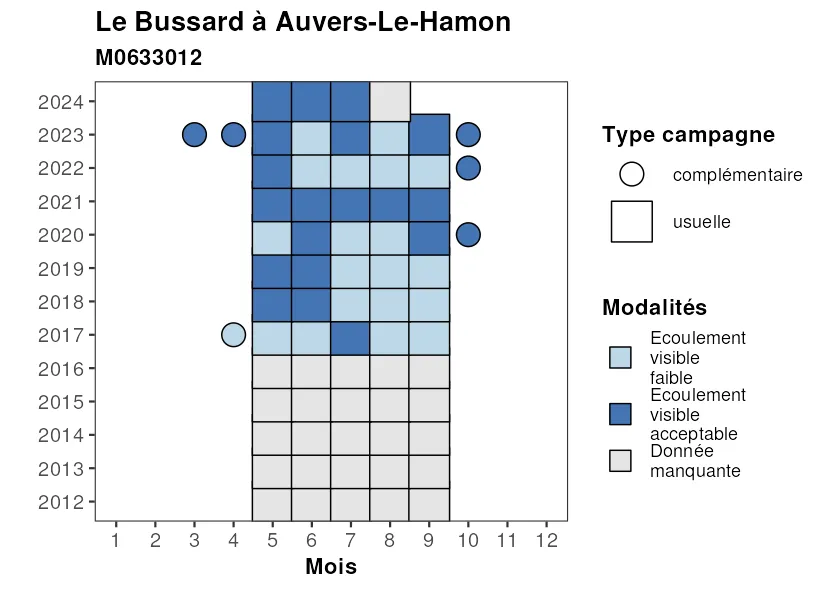 Le Bussard à Auvers-Le-Hamon
M0633012
2024
2023
2022
2021
2020
2019
2018
2017
2016
2015
2014
2013
2012
1 2 3 4 5 6 7 8 9 10 11 12
Mois
Type campagne
complémentaire
usuelle
Modalités
Ecoulement
visible
faible
Ecoulement
visible
acceptable
Donnée
manquante